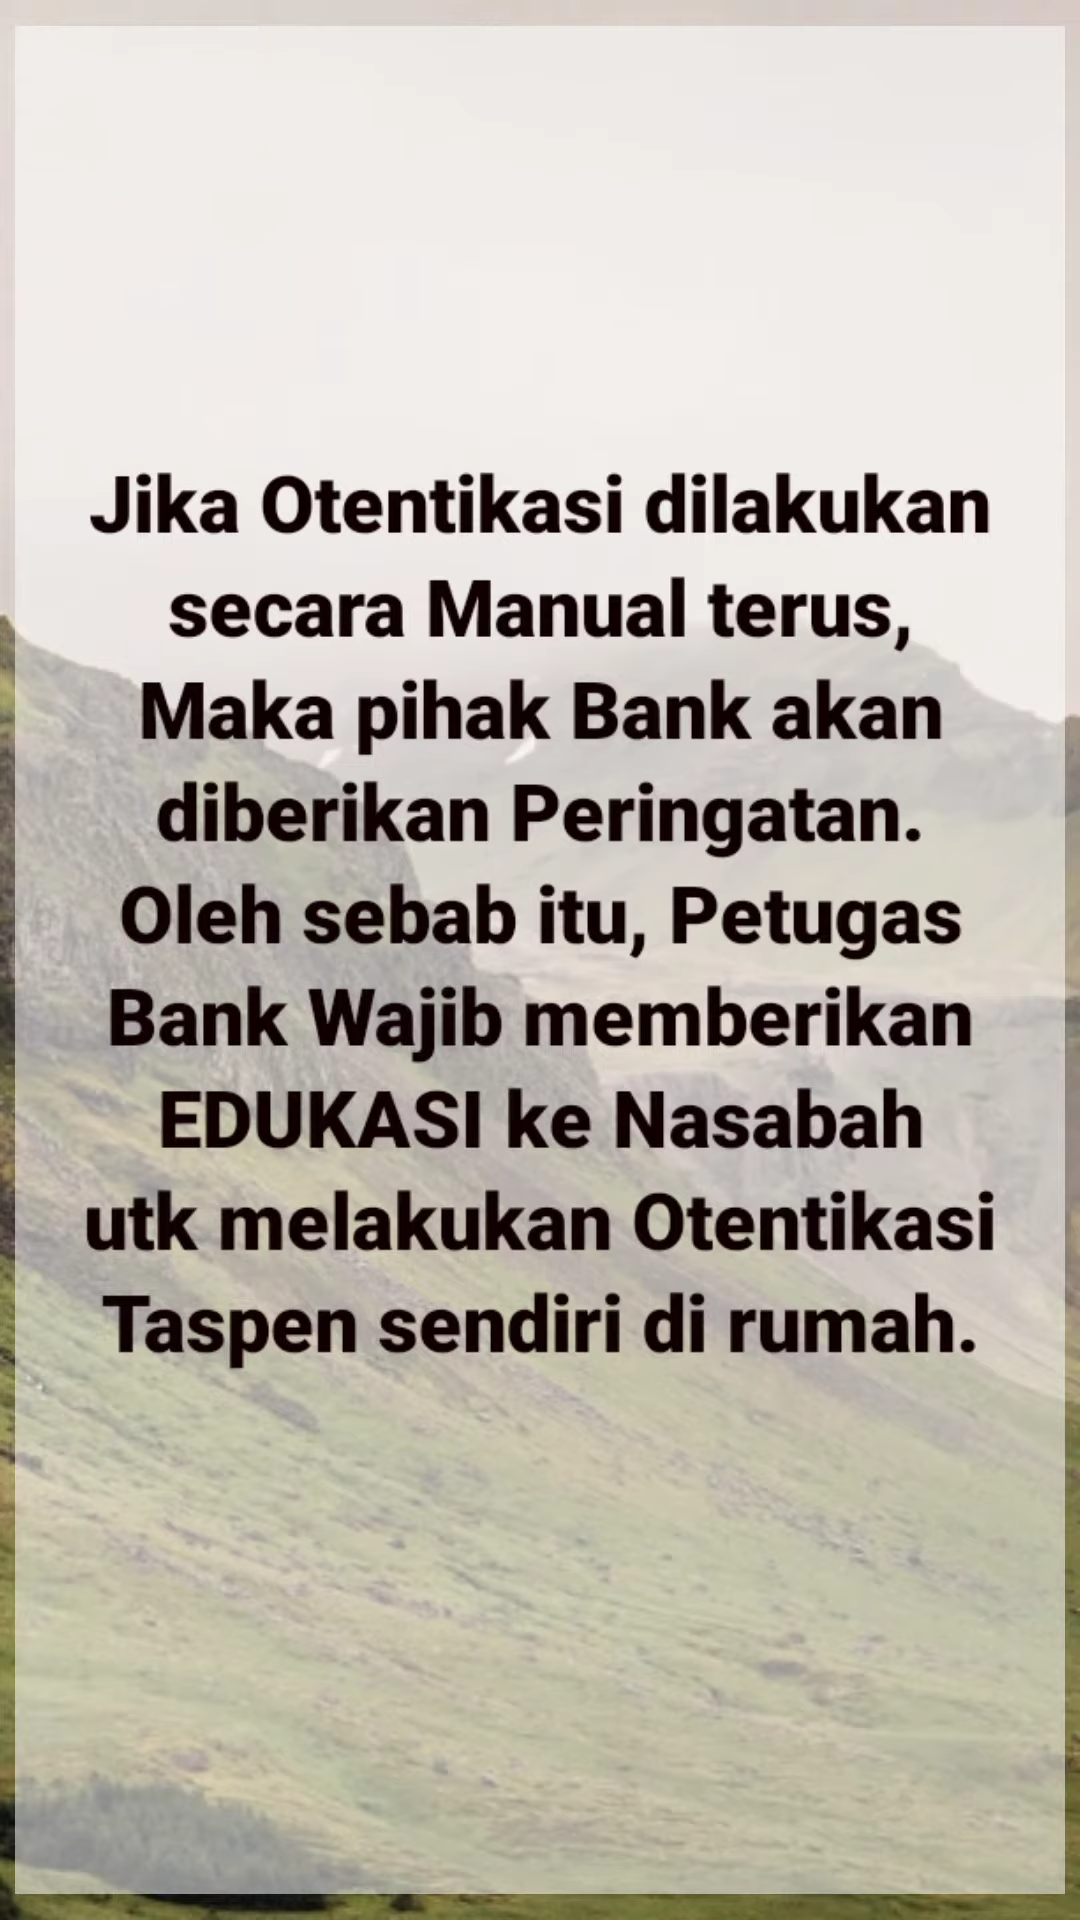 Jika Otentikasi dilakukan
secara Manual terus,
Maka pihak Bank akan
diberikan Peringatan.
Oleh sebab itu, Petugas
Bank Wajib memberikan
EDUKASI ke Nasabah
utk melakukan Otentikasi
Taspen sendiri di rumah.